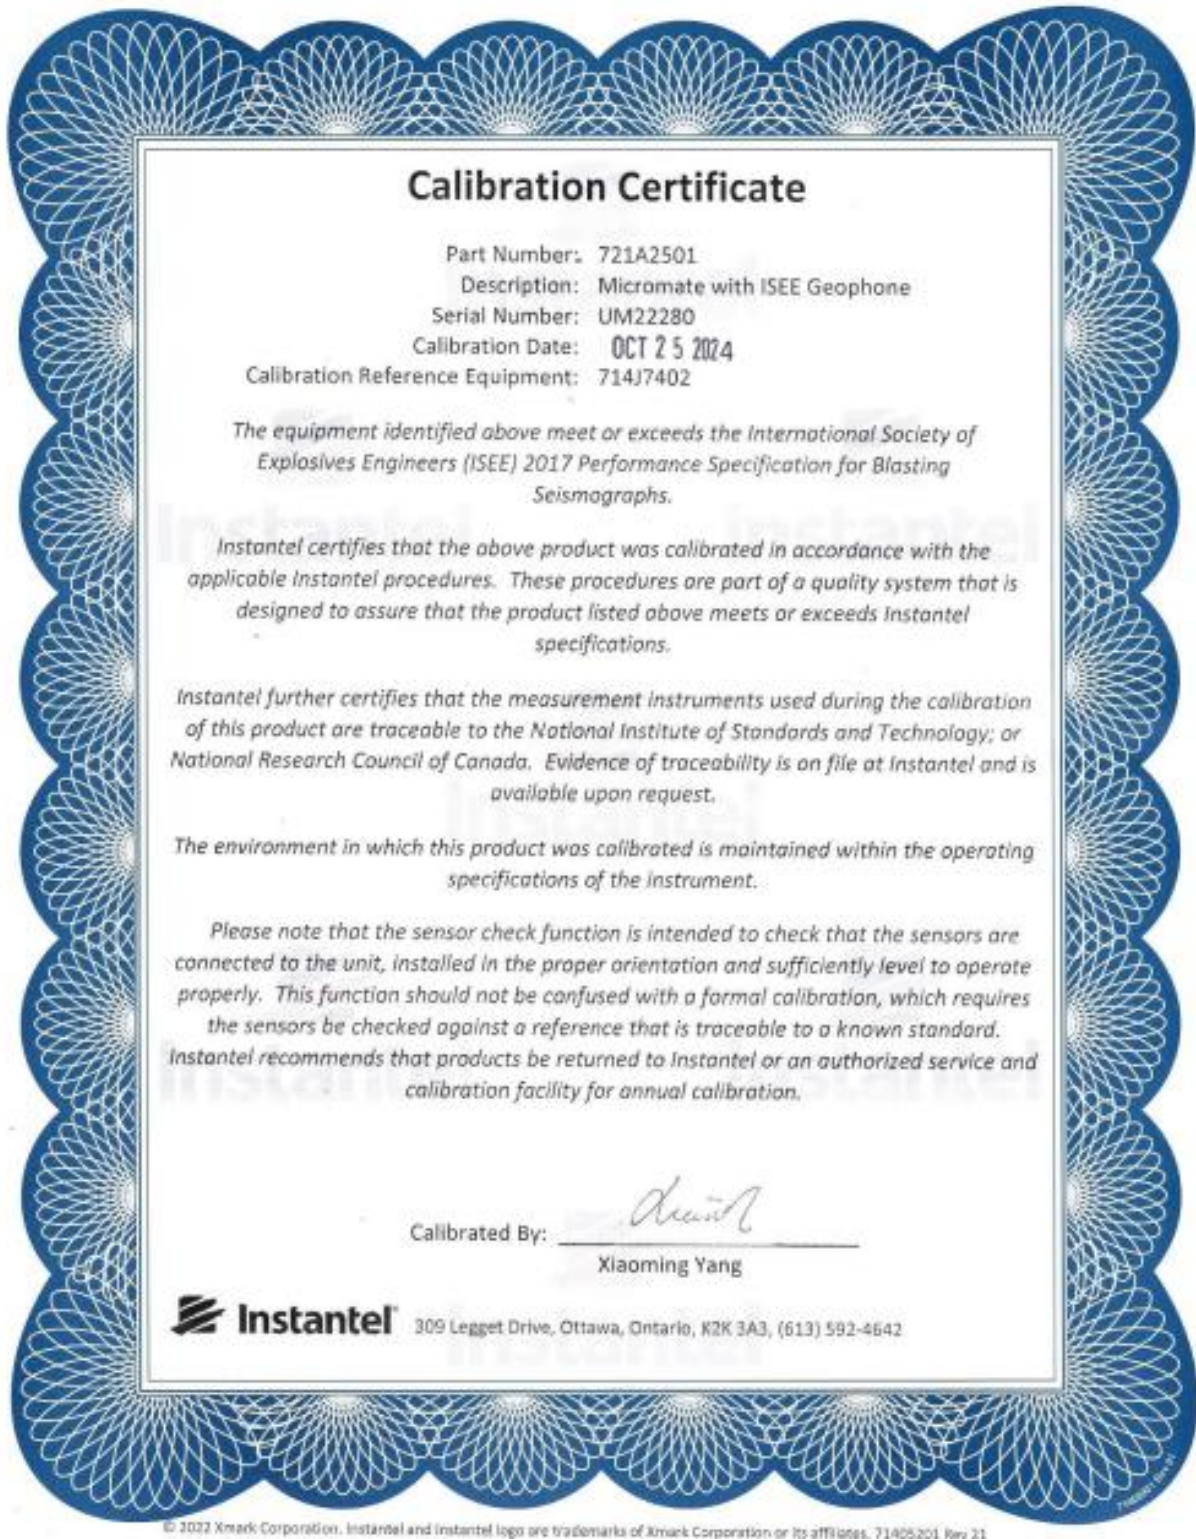 Calibration Certificate
Part Number: 721A2501
Description: Micromate with ISEE Geophone
Serial Number: UM22280
Calibration Date: OCT 25 2024
Calibration Reference Equipment: 714J7402
The equipment identified above meet or exceeds the International Society of
Explosives Engineers (ISEE) 2017 Performance Specification for Blasting
Seismographs.
Instantel certifies that the above product was calibrated in accordance with the
applicable Instantel procedures. These procedures are part of a quality system that is
designed to assure that the product listed above meets or exceeds Instantel
specifications.
Instantel further certifies that the measurement instruments used during the calibration
of this product are traceable to the National Institute of Standards and Technology; or
National Research Council of Canada. Evidence of traceability is on file at Instantel and is
available upon request.
The environment in which this product was calibrated is maintained within the operating
specifications of the instrument.
Please note that the sensor check function is intended to check that the sensors are
connected to the unit, installed in the proper orientation and sufficiently level to operate
properly. This function should not be confused with a formal calibration, which requires
the sensors be checked against a reference that is traceable to a known standard.
Instantel recommends that products be returned to Instantel or an authorized service and
calibration facility for annual calibration.
Calibrated By:
Xiaoming Yang
Instantel 309 Legget Drive, Ottawa, Ontario, K2K 3A3, (613) 592-4642
© 2022 Xmark Corporation. Instantel and Instantel logo are trademarks of Xmark Corporation or its affiliates. 71405201 Rev 21